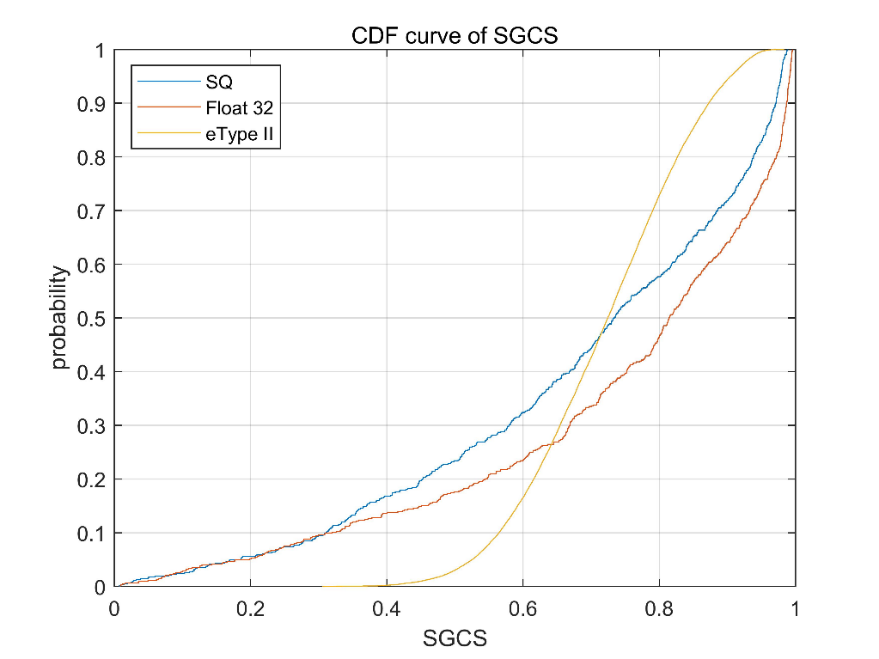 CDF curve of SGCS
SQ
Float 32
eType II
probability
1
0.9
0.8
0.7
0.6
0.5
0.4
0.3
0.2
0.1
0
0 0.2 0.4 0.6 0.8 1
SGCS